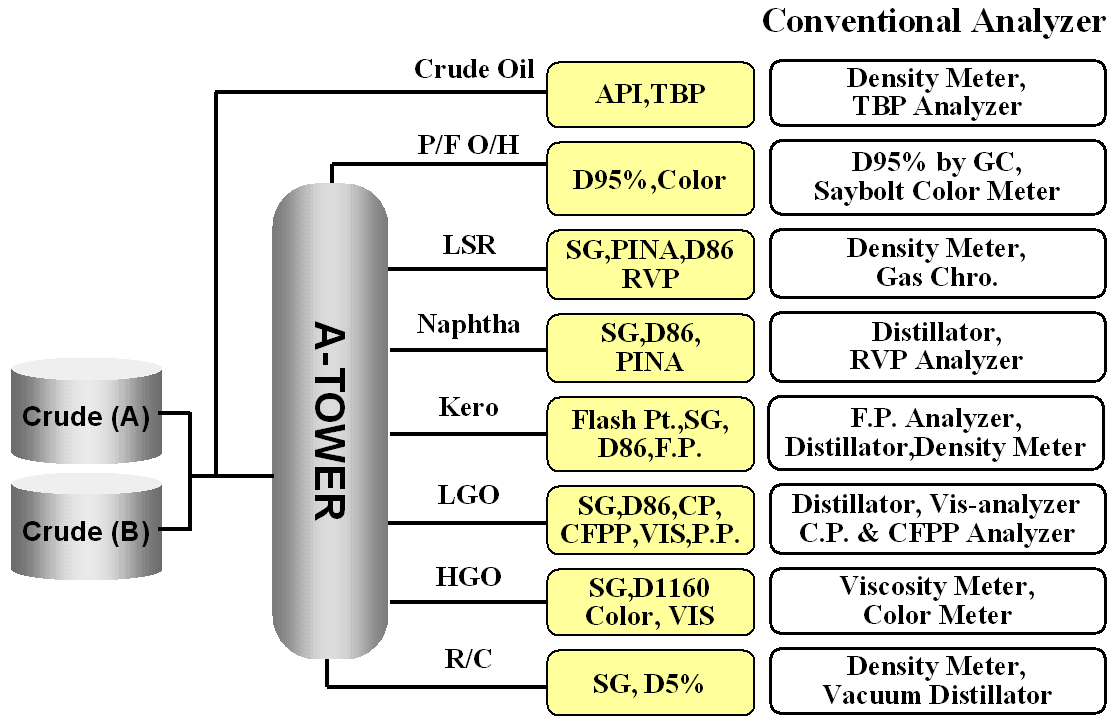 Conventional Analyzer
Crude Oil
API,TBP
Density Meter,
TBP Analyzer
P/F O/H
D95%,Color
D95% by GC,
Saybolt Color Meter
LSR
SG,PINA,D86
RVP
Density Meter,
Gas Chro.
Naphtha
SG,D86,
PINA
Distillator,
RVP Analyzer
Kero
Flash Pt.,SG,
D86,F.P.
F.P. Analyzer,
Distillator,Density Meter
LGO
SG,D86,CP,
CFPP,VIS,P.P.
Distillator, Vis-analyzer
C.P. & CFPP Analyzer
HGO
SG,D1160
Color, VIS
Viscosity Meter,
Color Meter
R/C
SG, D5%
Density Meter,
Vacuum Distillator
A-TOWER
Crude (A)
Crude (B)